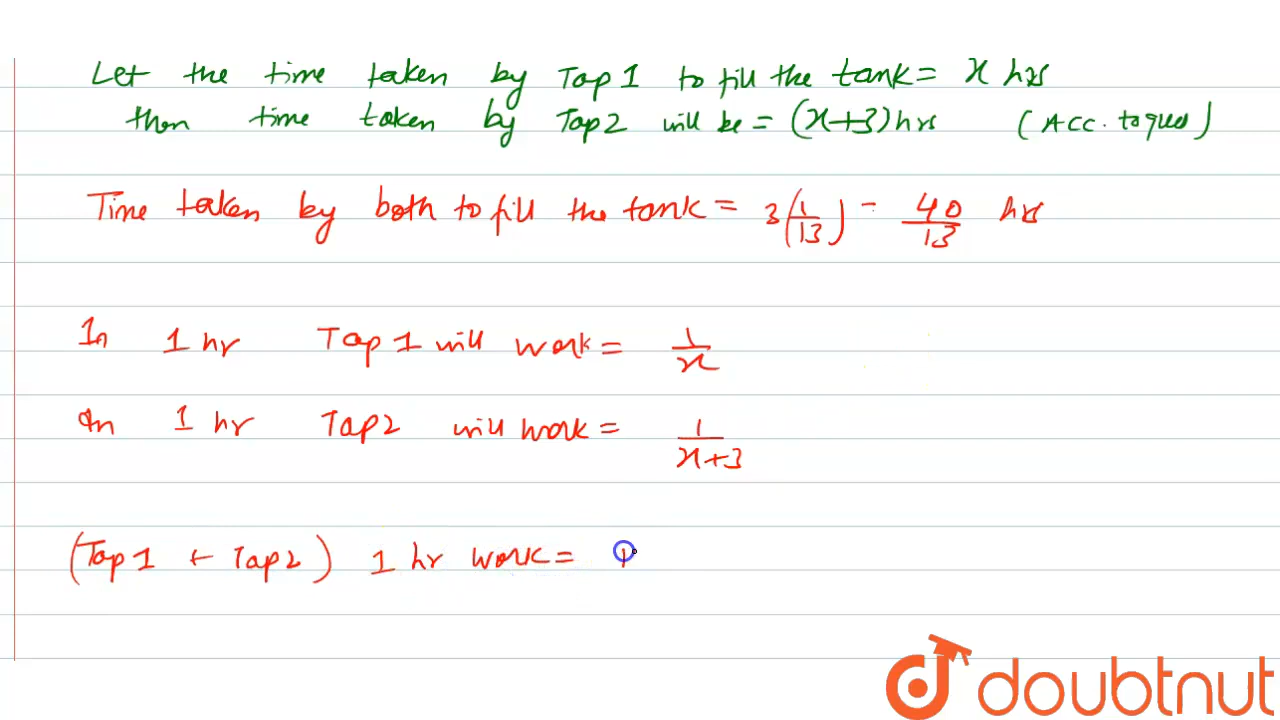 Let the time taken by Tap 1 to fill the tank = x hrs
then time taken by Tap 2 will be = (x+3) hrs (Acc. to ques)
Time taken by both to fill the tank = 3(1/13) = 40/13 hrs
In 1 hr Tap 1 will work = 1/x
In 1 hr Tap2 will work = 1/(x+3)
(Tap 1 + Tap 2) 1 hr work = 1
doubtnut